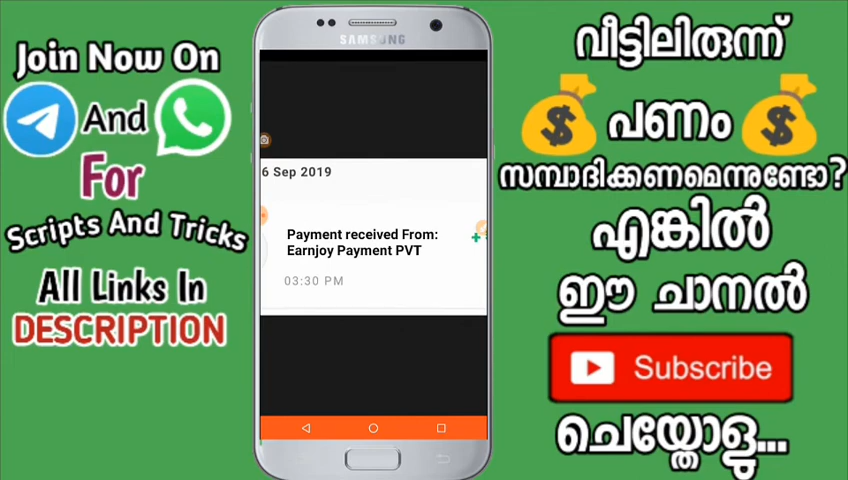 Join Now On
And
For
Scripts And Tricks
All Links In
DESCRIPTION
SAMSUNG
6 Sep 2019
Payment received From:
Earnjoy Payment PVT
03:30 PM
വീട്ടിലിരുന്ന്
പണം
സമ്പാദിക്കണമെന്നുണ്ടോ?
എങ്കിൽ
ഈ ചാനൽ
Subscribe
ചെയ്തോളു...